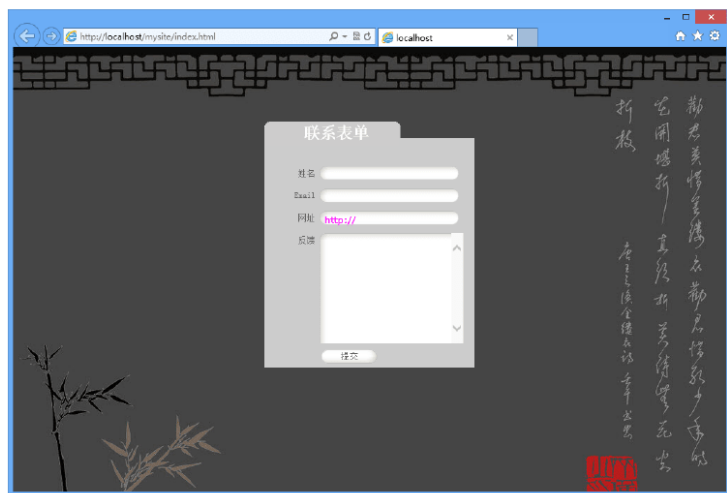 http://localhost/mysite/index.html
localhost
联系表单
姓名
Email
网址
http://
反馈
提交
劝君莫惜金缕衣劝君惜取少年时
花开堪折直须折莫待无花空
折枝